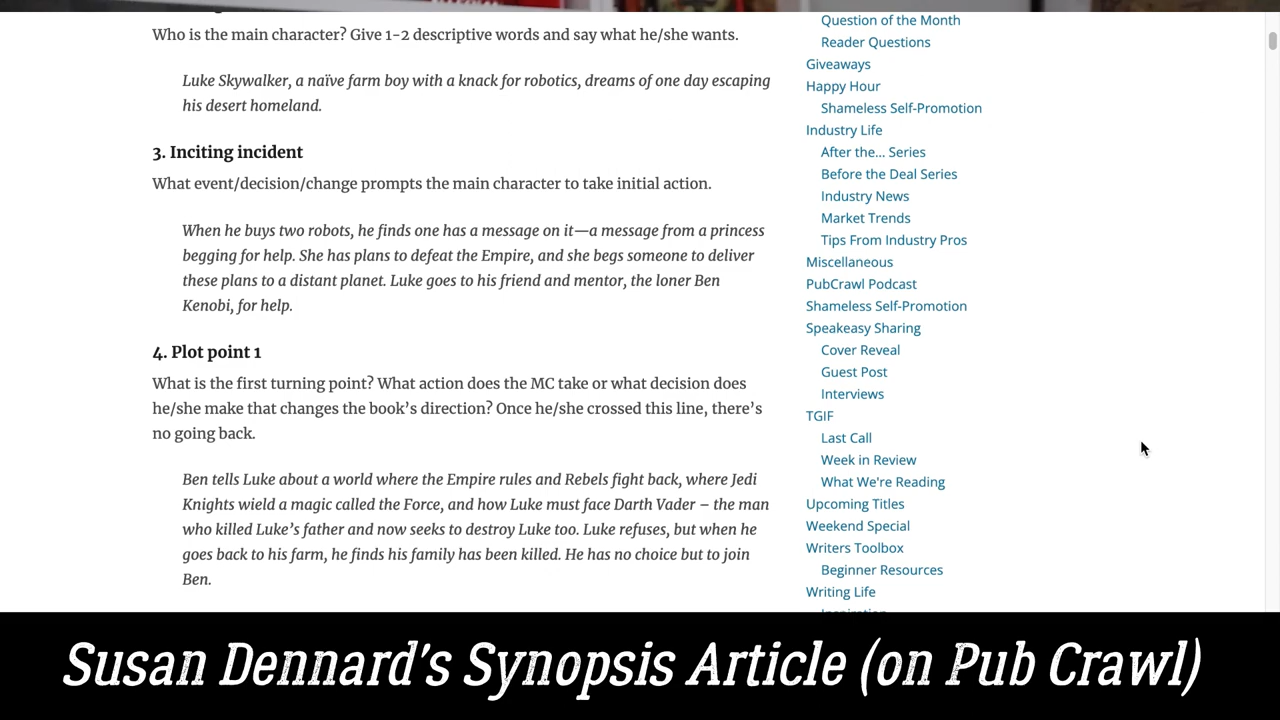 Who is the main character? Give 1-2 descriptive words and say what he/she wants.
Luke Skywalker, a naïve farm boy with a knack for robotics, dreams of one day escaping
his desert homeland.
3. Inciting incident
What event/decision/change prompts the main character to take initial action.
When he buys two robots, he finds one has a message on it—a message from a princess
begging for help. She has plans to defeat the Empire, and she begs someone to deliver
these plans to a distant planet. Luke goes to his friend and mentor, the loner Ben
Kenobi, for help.
4. Plot point 1
What is the first turning point? What action does the MC take or what decision does
he/she make that changes the book’s direction? Once he/she crossed this line, there’s
no going back.
Ben tells Luke about a world where the Empire rules and Rebels fight back, where Jedi
Knights wield a magic called the Force, and how Luke must face Darth Vader – the man
who killed Luke’s father and now seeks to destroy Luke too. Luke refuses, but when he
goes back to his farm, he finds his family has been killed. He has no choice but to join
Ben.
Question of the Month
Reader Questions
Giveaways
Happy Hour
Shameless Self-Promotion
Industry Life
After the... Series
Before the Deal Series
Industry News
Market Trends
Tips From Industry Pros
Miscellaneous
PubCrawl Podcast
Shameless Self-Promotion
Speakeasy Sharing
Cover Reveal
Guest Post
Interviews
TGIF
Last Call
Week in Review
What We're Reading
Upcoming Titles
Weekend Special
Writers Toolbox
Beginner Resources
Writing Life
Susan Dennard's Synopsis Article (on Pub Crawl)